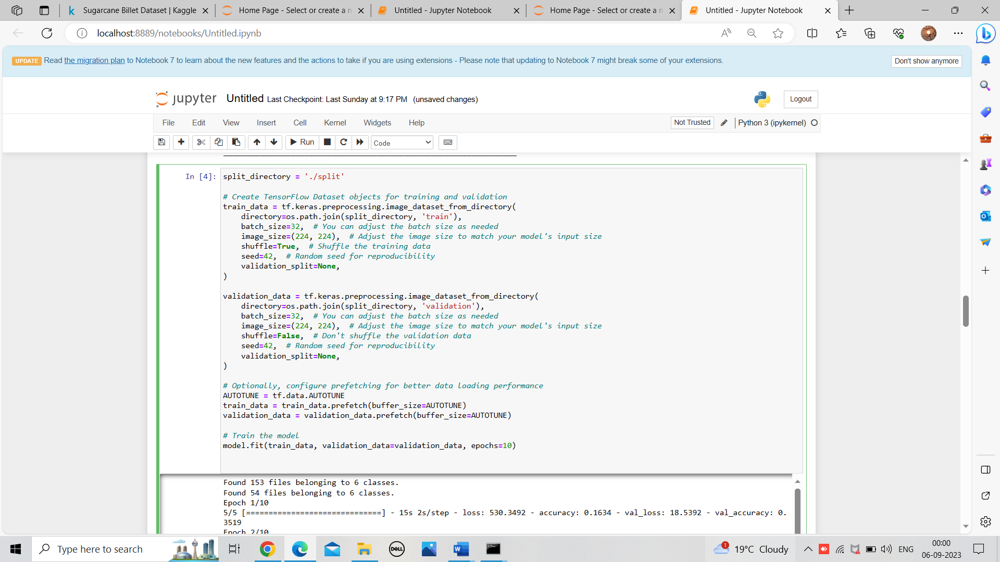 Sugarcane Billet Dataset | Kaggle
Home Page - Select or create a n
Untitled - Jupyter Notebook
Home Page - Select or create a n
Untitled - Jupyter Notebook
localhost:8889/notebooks/Untitled.ipynb
UPDATE Read the migration plan to Notebook 7 to learn about the new features and the actions to take if you are using extensions - Please note that updating to Notebook 7 might break some of your extensions.
Don't show anymore
jupyter Untitled Last Checkpoint: Last Sunday at 9:17 PM (unsaved changes)
Logout
File Edit View Insert Cell Kernel Widgets Help
Not Trusted
Python 3 (ipykernel)
Run
Code
In [4]:
split_directory = './split'
# Create TensorFlow Dataset objects for training and validation
train_data = tf.keras.preprocessing.image_dataset_from_directory(
    directory=os.path.join(split_directory, 'train'),
    batch_size=32,  # You can adjust the batch size as needed
    image_size=(224, 224),  # Adjust the image size to match your model's input size
    shuffle=True,  # Shuffle the training data
    seed=42,  # Random seed for reproducibility
    validation_split=None,
)
validation_data = tf.keras.preprocessing.image_dataset_from_directory(
    directory=os.path.join(split_directory, 'validation'),
    batch_size=32,  # You can adjust the batch size as needed
    image_size=(224, 224),  # Adjust the image size to match your model's input size
    shuffle=False,  # Don't shuffle the validation data
    seed=42,  # Random seed for reproducibility
    validation_split=None,
)
# Optionally, configure prefetching for better data loading performance
AUTOTUNE = tf.data.AUTOTUNE
train_data = train_data.prefetch(buffer_size=AUTOTUNE)
validation_data = validation_data.prefetch(buffer_size=AUTOTUNE)
# Train the model
model.fit(train_data, validation_data=validation_data, epochs=10)
Found 153 files belonging to 6 classes.
Found 54 files belonging to 6 classes.
Epoch 1/10
5/5 [==============================] - 15s 2s/step - loss: 530.3492 - accuracy: 0.1634 - val_loss: 18.5392 - val_accuracy: 0.
3519
Epoch 2/10
Type here to search
DELL
1
19°C Cloudy
ENG
00:00
06-09-2023